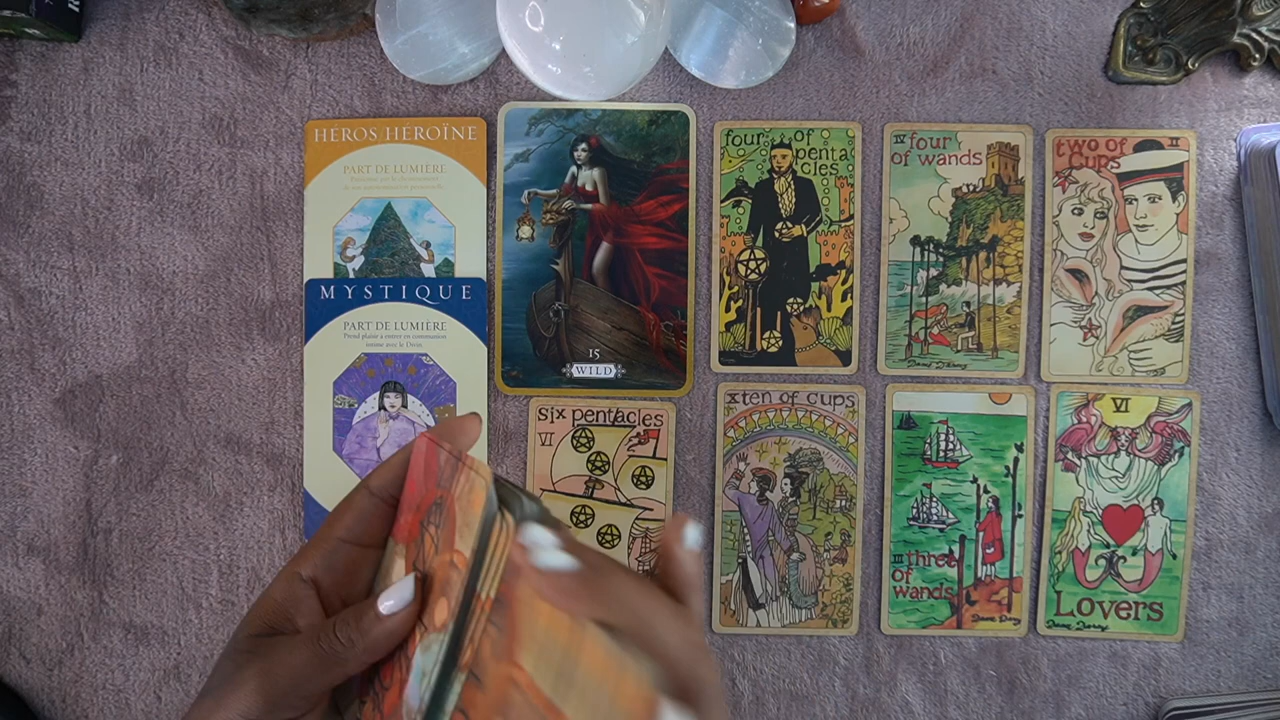 HÉROS/HÉROÏNE
PART DE LUMIÈRE
MYSTIQUE
PART DE LUMIÈRE
Prend plaisir à entrer en communion
intime avec le Divin.
15
WILD
four of
penta
cles
IV four
of wands
two of II
Cups
six pentacles
VI
X ten of cups
III three
of
wands
VI
Lovers